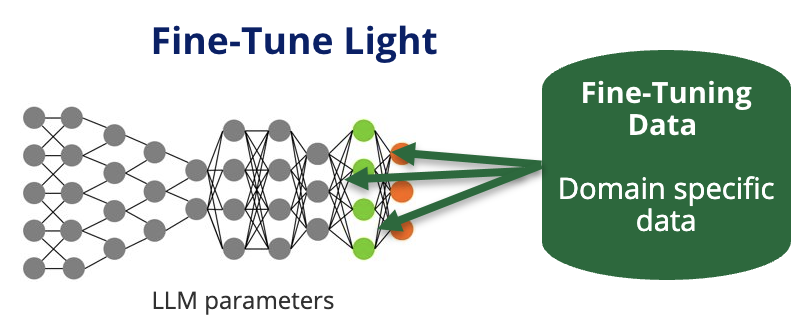 Fine-Tune Light
Fine-Tuning
Data
Domain specific
data
LLM parameters